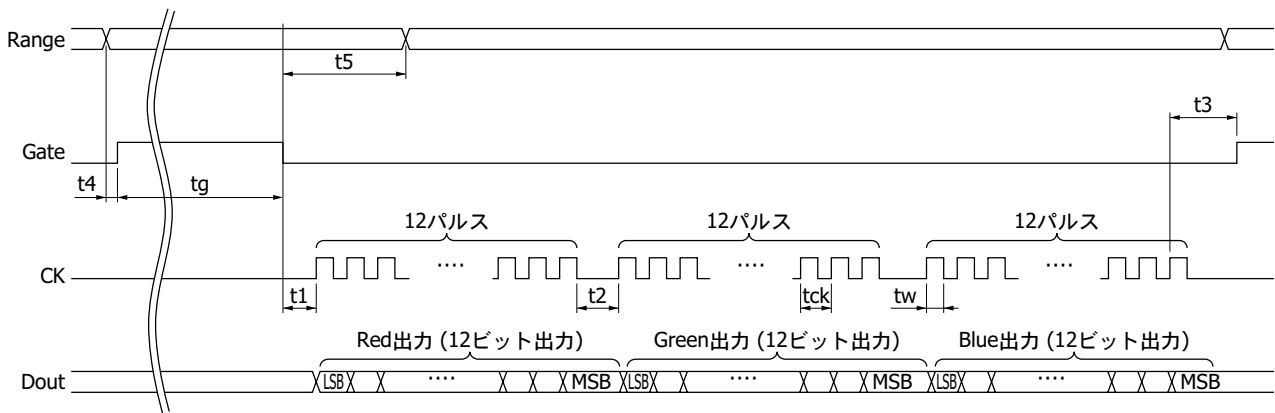 Range
t5
t3
Gate
t4
tg
12パルス
12パルス
12パルス
CK
....
....
....
t1
t2
tck
tw
Red出力 (12ビット出力)
Green出力 (12ビット出力)
Blue出力 (12ビット出力)
Dout
LSB
....
MSB
LSB
....
MSB
LSB
....
MSB